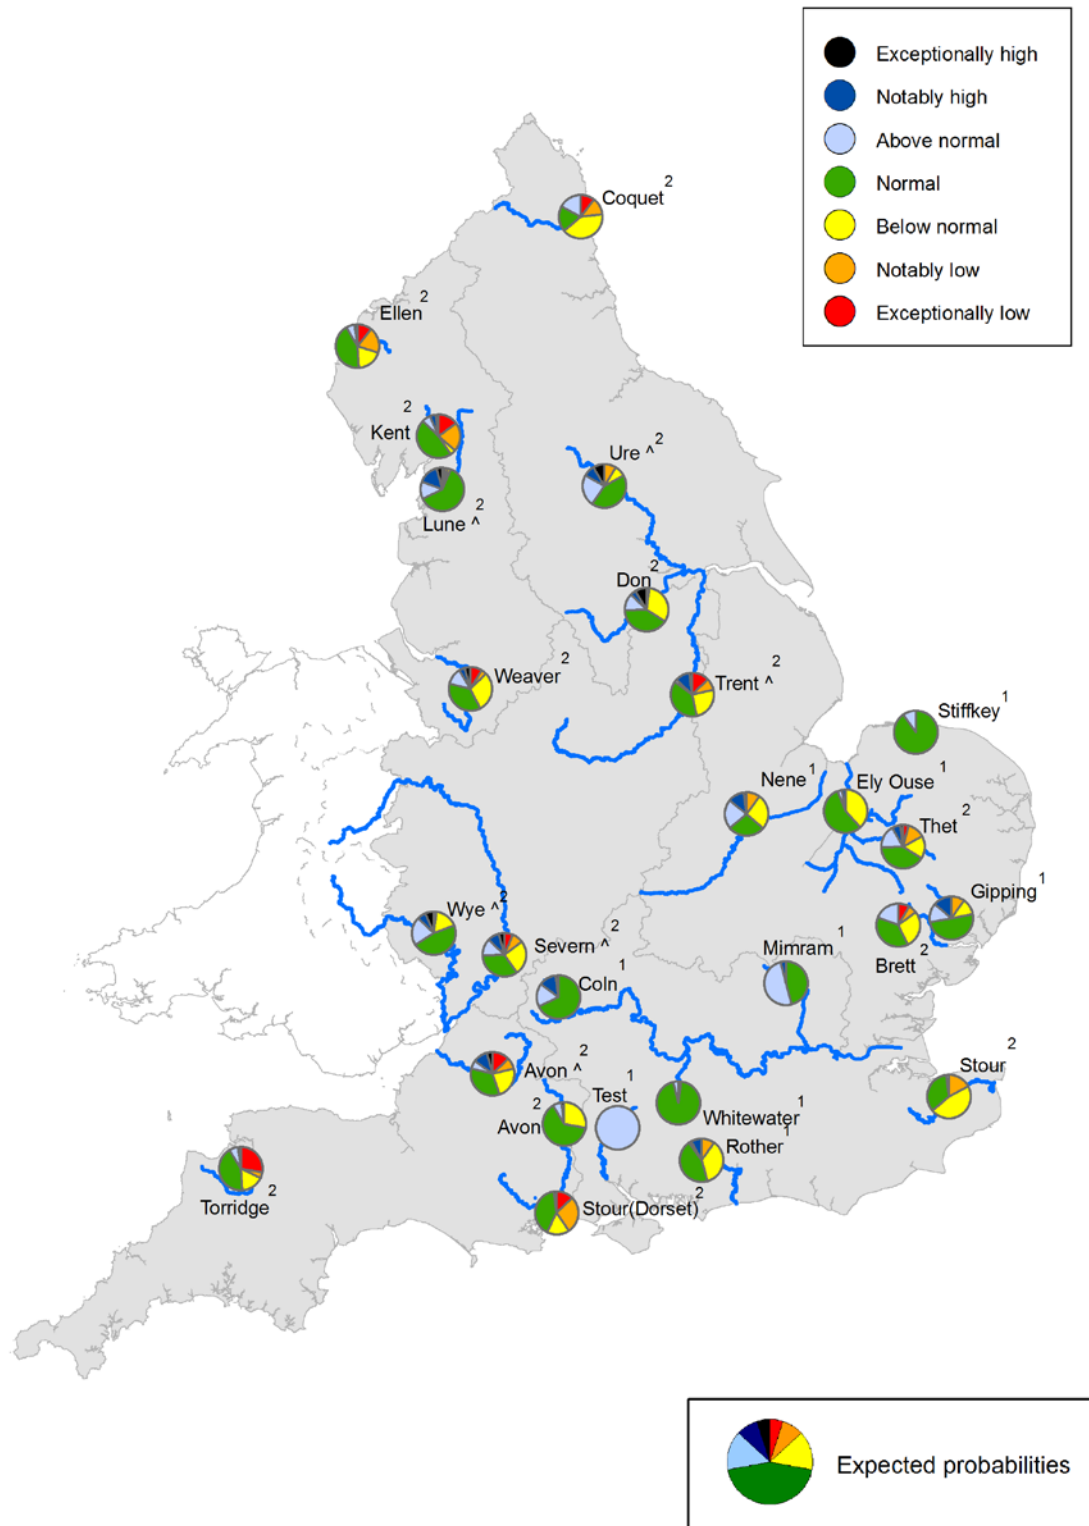 Exceptionally high
Notably high
Above normal
Normal
Below normal
Notably low
Exceptionally low
Coquet 2
Ellen 2
2
Kent
Lune ^ 2
Ure ^ 2
Don 2
Weaver 2
Trent ^ 2
Stiffkey 1
Nene 1
Ely Ouse 1
Thet 2
Gipping 1
Wye ^ 2
Severn ^ 2
Mimram 1
Brett 2
Coln 1
Avon ^ 2
Test 1
Stour 2
Whitewater 1
Avon 2
Rother 1
Torridge 2
Stour(Dorset) 2
Expected probabilities